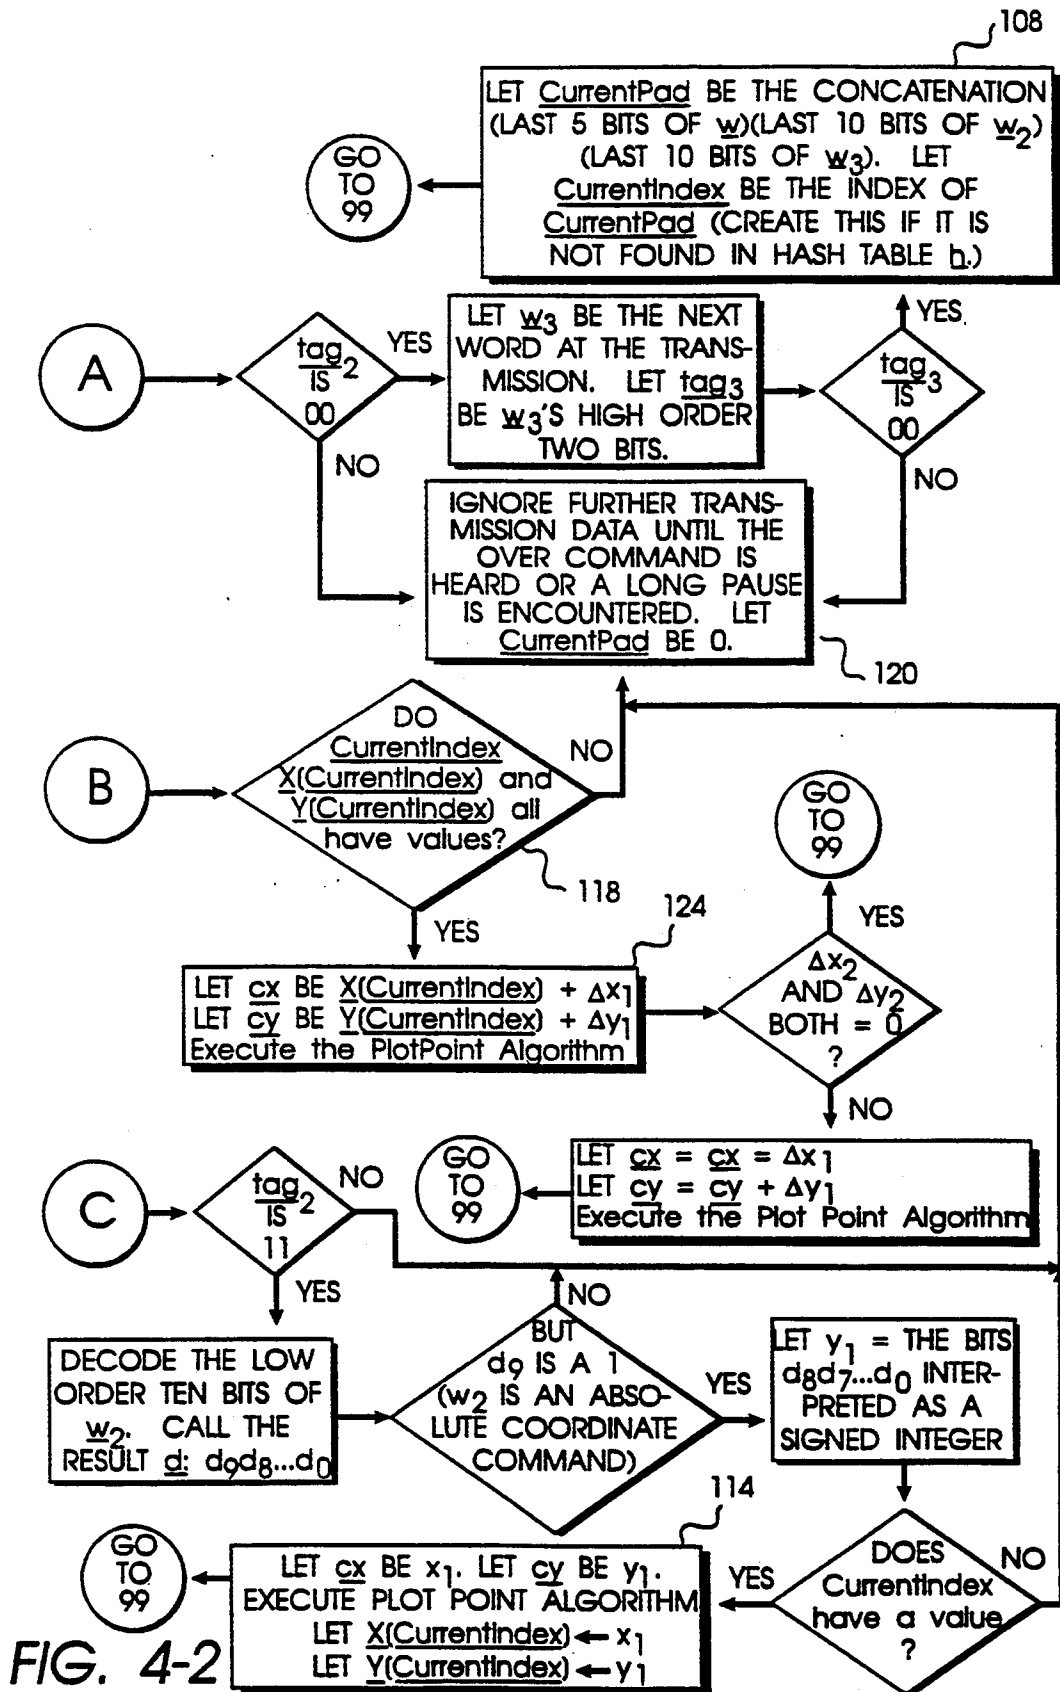 108
LET CurrentPad BE THE CONCATENATION
(LAST 5 BITS OF w)(LAST 10 BITS OF w2)
(LAST 10 BITS OF w3). LET
CurrentIndex BE THE INDEX OF
CurrentPad (CREATE THIS IF IT IS
NOT FOUND IN HASH TABLE h.)
GO
TO
99
A
tag2
IS
00
YES
NO
LET w3 BE THE NEXT
WORD AT THE TRANS-
MISSION. LET tag3
BE w3'S HIGH ORDER
TWO BITS.
tag3
IS
00
YES
NO
IGNORE FURTHER TRANS-
MISSION DATA UNTIL THE
OVER COMMAND IS
HEARD OR A LONG PAUSE
IS ENCOUNTERED. LET
CurrentPad BE 0.
120
B
DO
CurrentIndex
X(CurrentIndex) and
Y(CurrentIndex) all
have values?
NO
118
YES
124
LET cx BE X(CurrentIndex) + Δx1
LET cy BE Y(CurrentIndex) + Δy1
Execute the PlotPoint Algorithm
GO
TO
99
YES
Δx2
AND Δy2
BOTH = 0
?
NO
LET cx = cx = Δx1
LET cy = cy + Δy1
Execute the Plot Point Algorithm
GO
TO
99
C
tag2
IS
11
NO
YES
DECODE THE LOW
ORDER TEN BITS OF
w2. CALL THE
RESULT d: d9d8...d0
NO
BUT
d9 IS A 1
(w2 IS AN ABSO-
LUTE COORDINATE
COMMAND)
YES
LET y1 = THE BITS
d8d7...d0 INTER-
PRETED AS A
SIGNED INTEGER
DOES
CurrentIndex
have a value
?
NO
YES
114
LET cx BE x1. LET cy BE y1.
EXECUTE PLOT POINT ALGORITHM
LET X(CurrentIndex) ← x1
LET Y(CurrentIndex) ← y1
GO
TO
99
FIG. 4-2